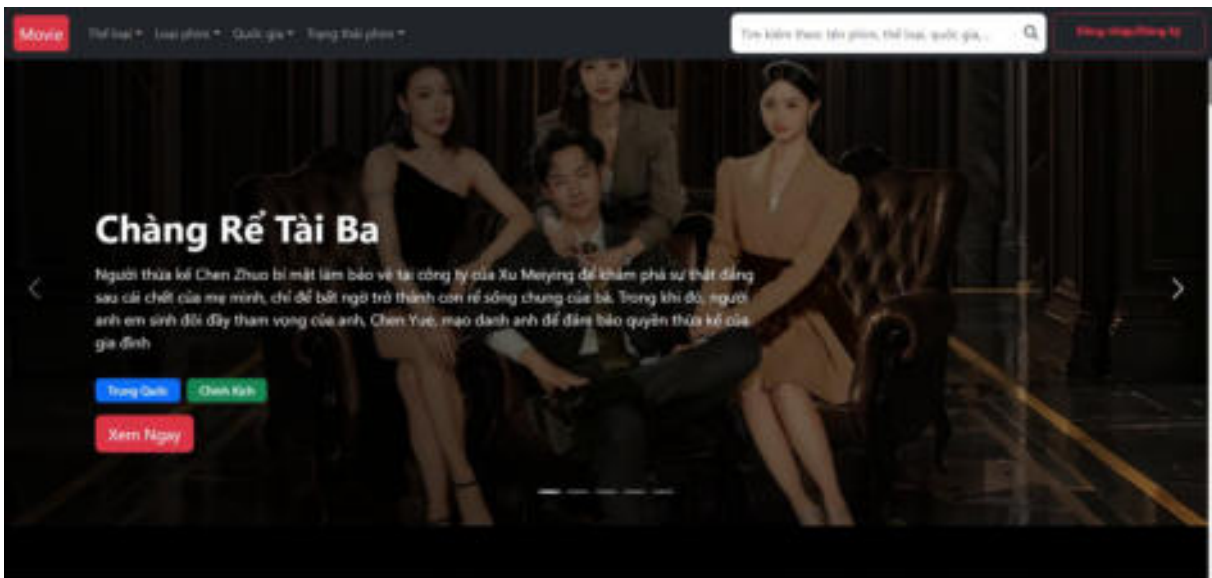 Movie
Thể loại Loại phim Quốc gia Trạng thái phim
Tìm kiếm theo: tên phim, thể loại, quốc gia, ..
Đăng nhập/Đăng ký
Chàng Rể Tài Ba
Người thừa kế Chen Zhuo bí mật làm bảo vệ tại công ty của Xu Meiying để khám phá sự thật đằng
sau cái chết của mẹ mình, chỉ để bất ngờ trở thành con rể sống chung của bà. Trong khi đó, người
anh em sinh đôi đầy tham vọng của anh, Chen Yue, mạo danh anh để đảm bảo quyền thừa kế của
gia đình
Trung Quốc Chính Kịch
Xem Ngay